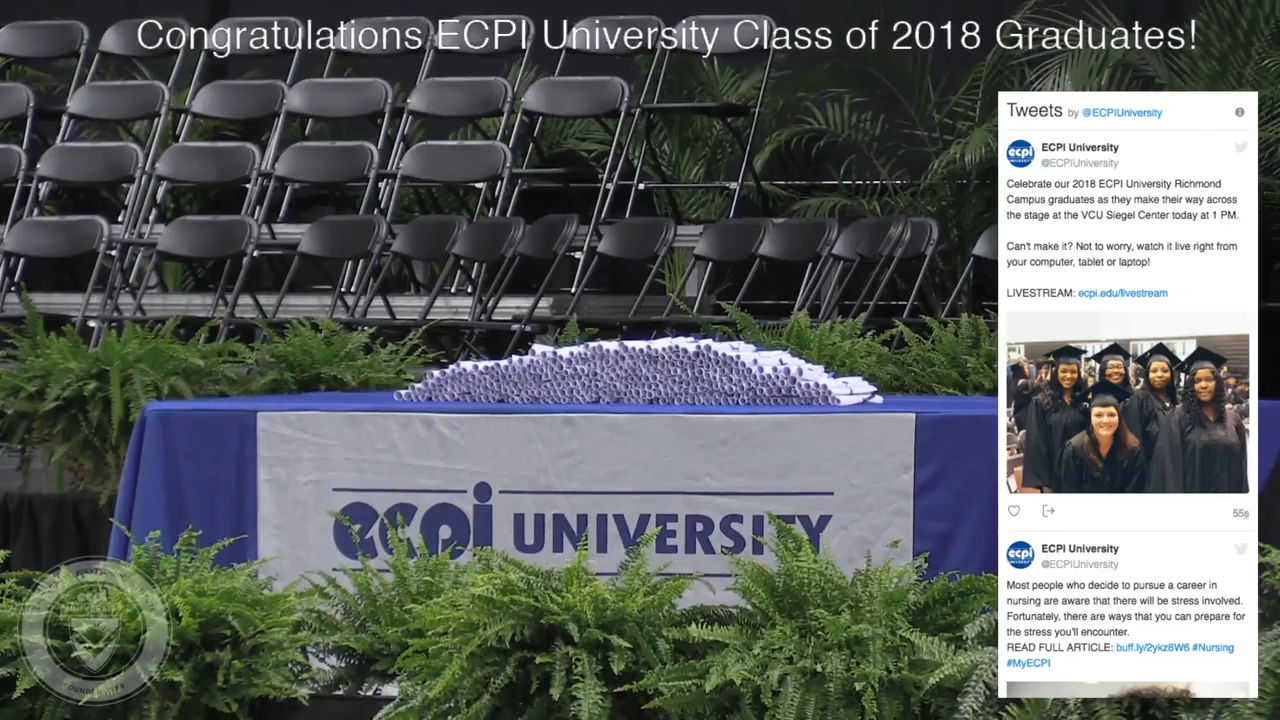 Congratulations ECPI University Class of 2018 Graduates!
Tweets by @ECPIUniversity
ecpi
ECPI University
@ECPIUniversity
Celebrate our 2018 ECPI University Richmond
Campus graduates as they make their way across
the stage at the VCU Siegel Center today at 1 PM.
Can't make it? Not to worry, watch it live right from
your computer, tablet or laptop!
LIVESTREAM: ecpi.edu/livestream
55s
ecpi
ECPI University
@ECPIUniversity
Most people who decide to pursue a career in
nursing are aware that there will be stress involved.
Fortunately, there are ways that you can prepare for
the stress you'll encounter.
READ FULL ARTICLE: buff.ly/2ykz8W6 #Nursing
#MyECPI
ecpi UNIVERSITY
UNIVERSITY